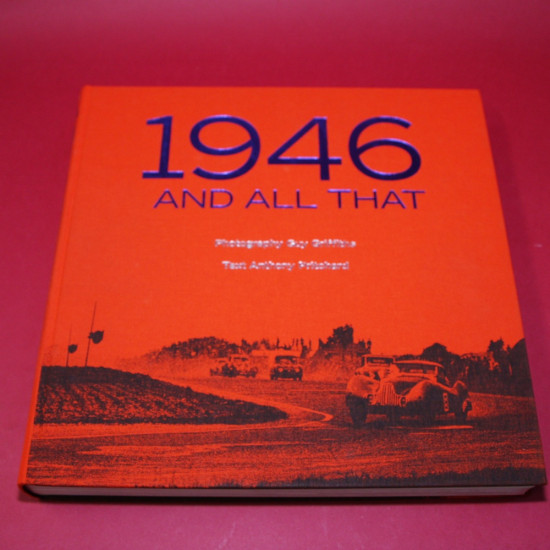 1946
AND ALL THAT
Photography Guy Griffiths
Text Anthony Pritchard